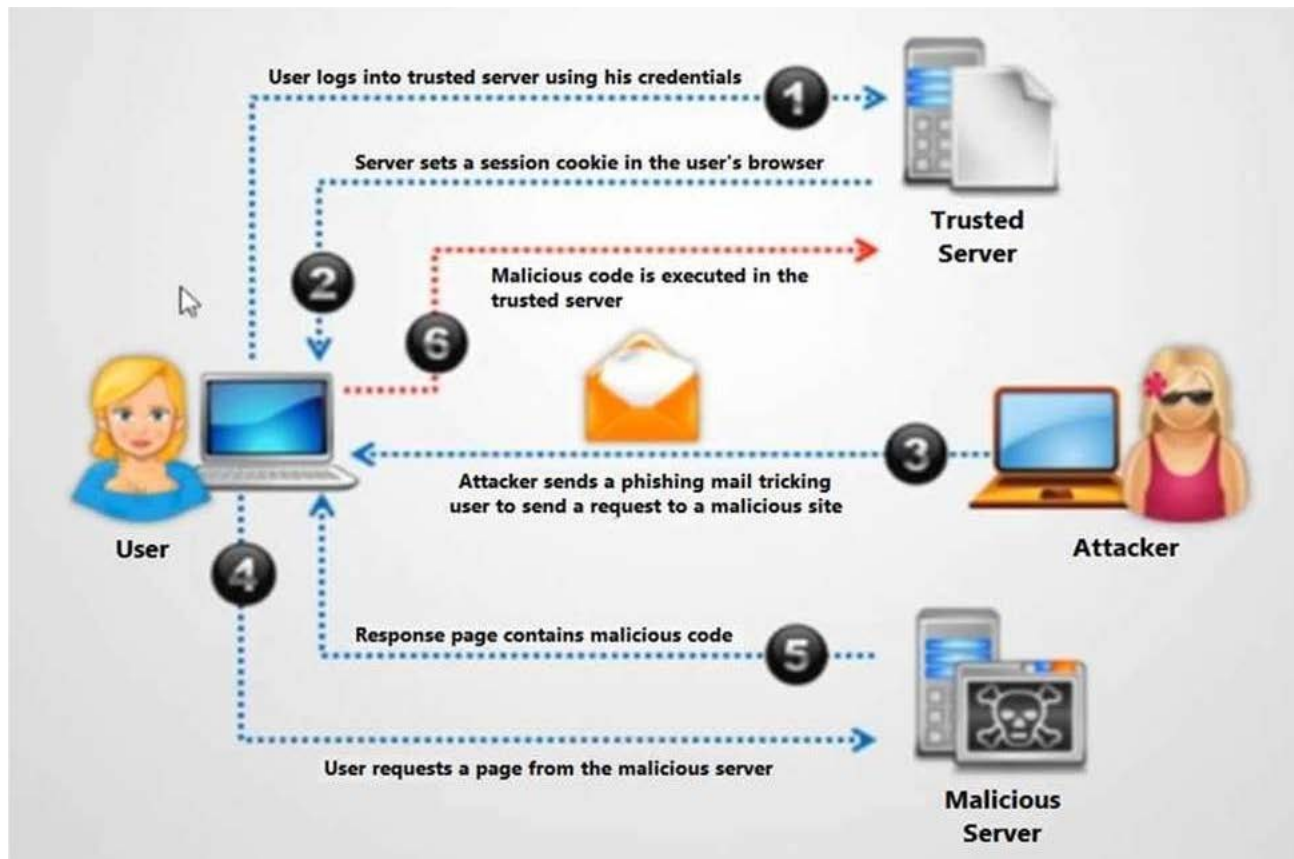 User logs into trusted server using his credentials
1
Server sets a session cookie in the user's browser
Trusted
Server
2
Malicious code is executed in the
trusted server
6
3
Attacker sends a phishing mail tricking
user to send a request to a malicious site
User
Attacker
4
Response page contains malicious code
5
User requests a page from the malicious server
Malicious
Server